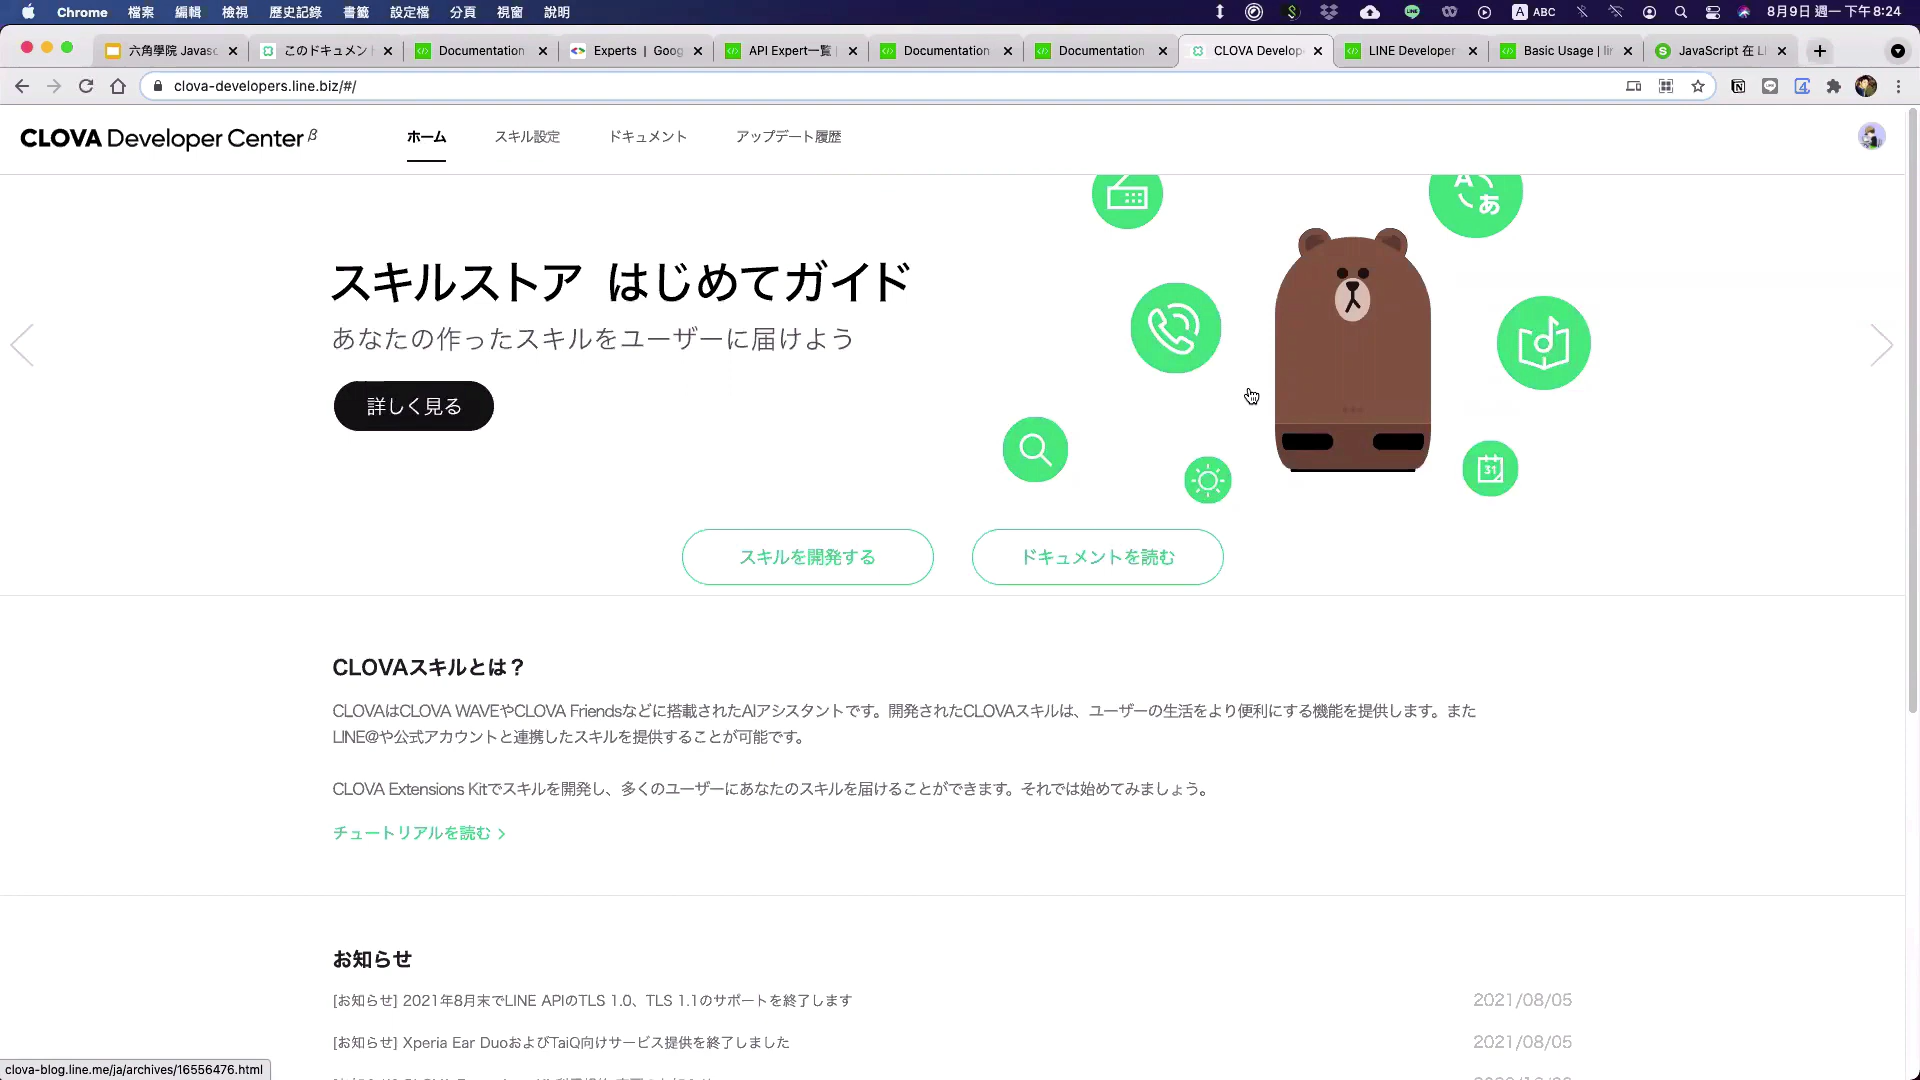 Chrome 檔案 編輯 檢視 歷史記錄 書籤 設定檔 分頁 視窗 說明 A ABC 8月9日 週一 下午8:24
六角學院 Javasc このドキュメント Documentation Experts | Goog API Expert一覧 Documentation Documentation CLOVA Develop LINE Developer Basic Usage | lin JavaScript 在 LI
clova-developers.line.biz/#/
CLOVA Developer Center β ホーム スキル設定 ドキュメント アップデート履歴
A あ
スキルストア はじめてガイド
あなたの作ったスキルをユーザーに届けよう
詳しく見る
31
スキルを開発する ドキュメントを読む
CLOVAスキルとは？
CLOVAはCLOVA WAVEやCLOVA Friendsなどに搭載されたAIアシスタントです。開発されたCLOVAスキルは、ユーザーの生活をより便利にする機能を提供します。また
LINE@や公式アカウントと連携したスキルを提供することが可能です。
CLOVA Extensions Kitでスキルを開発し、多くのユーザーにあなたのスキルを届けることができます。それでは始めてみましょう。
チュートリアルを読む
お知らせ
[お知らせ] 2021年8月末でLINE APIのTLS 1.0、TLS 1.1のサポートを終了します 2021/08/05
[お知らせ] Xperia Ear DuoおよびTaiQ向けサービス提供を終了しました 2021/08/05
clova-blog.line.me/ja/archives/16556476.html